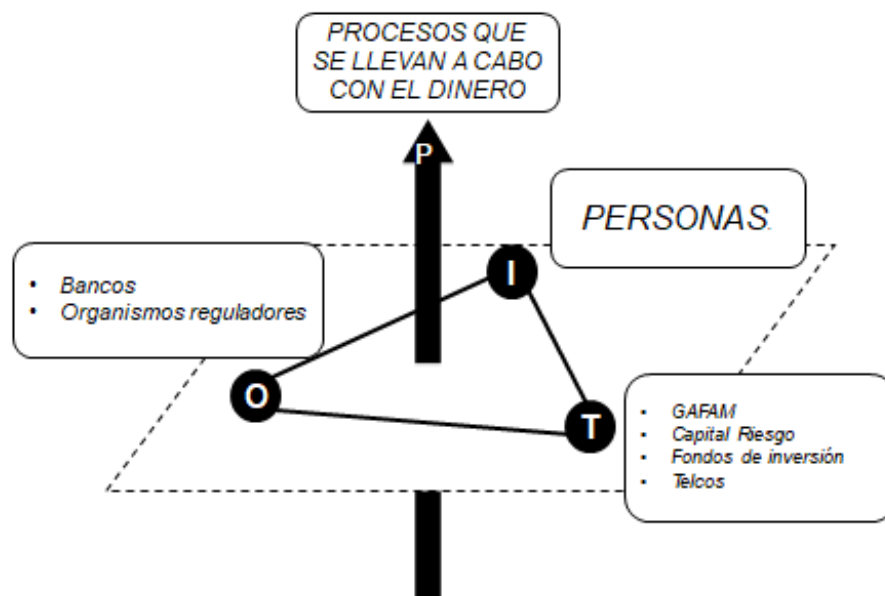 PROCESOS QUE
SE LLEVAN A CABO
CON EL DINERO
P
PERSONAS.
I
• Bancos
• Organismos reguladores
O
T
• GAFAM
• Capital Riesgo
• Fondos de inversión
• Telcos